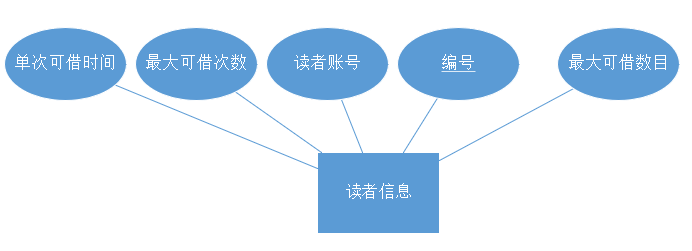 单次可借时间
最大可借次数
读者账号
编号
最大可借数目
读者信息